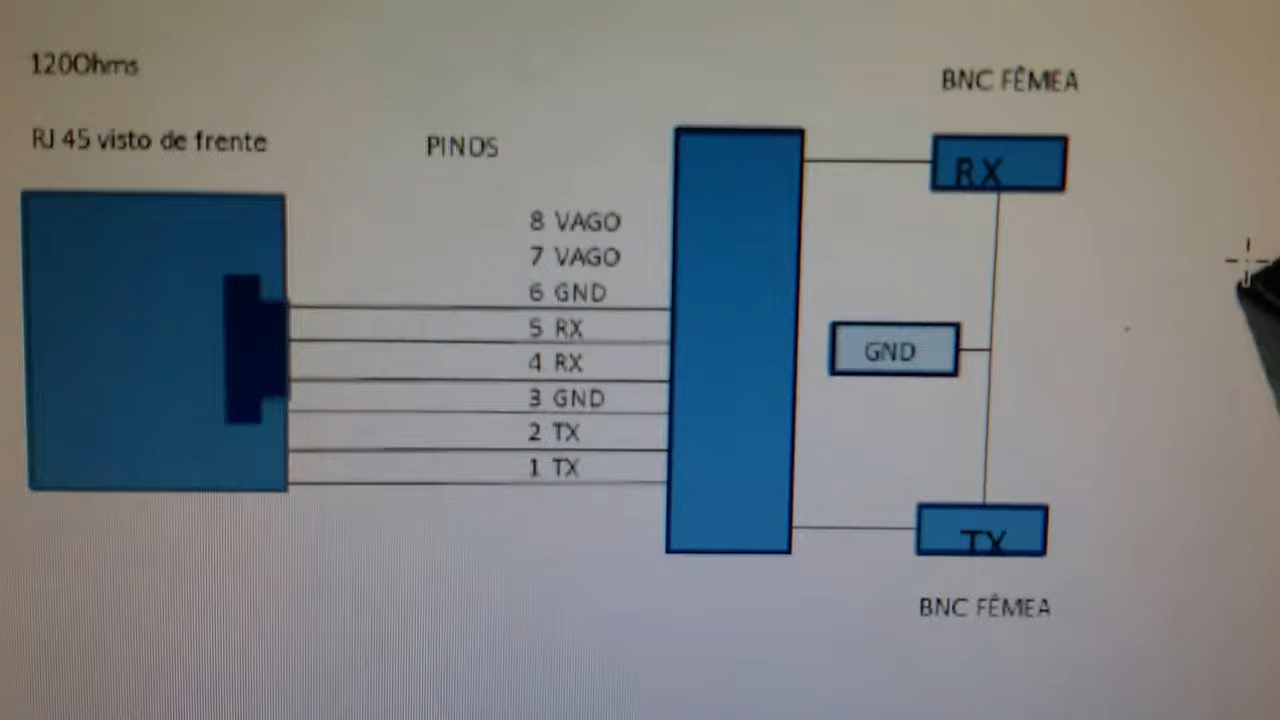 120Ohms
BNC FÊMEA
RJ 45 visto de frente
PINOS
RX
8 VAGO
7 VAGO
6 GND
5 RX
4 RX
3 GND
2 TX
1 TX
GND
TX
BNC FÊMEA